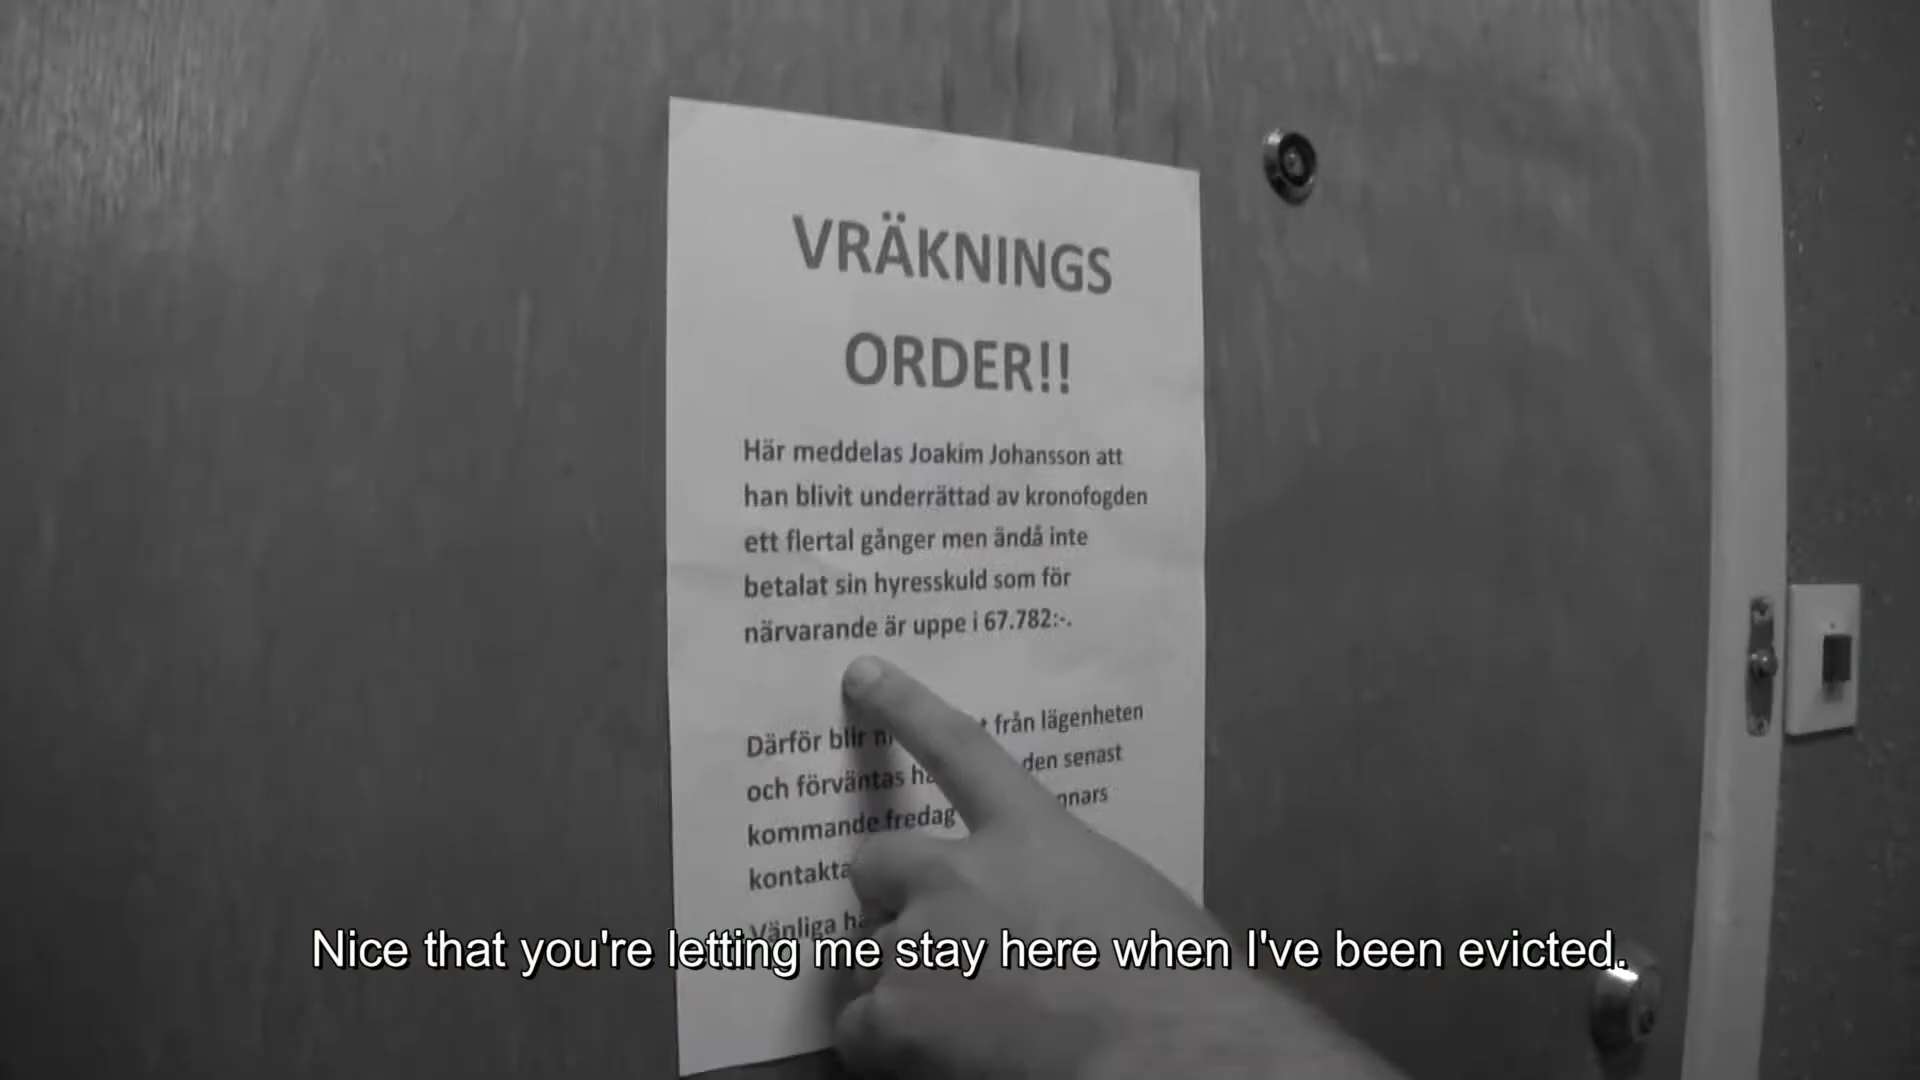 VRÄKNINGS
ORDER!!
Här meddelas Joakim Johansson att
han blivit underrättad av kronofogden
ett flertal gånger men ändå inte
betalat sin hyresskuld som för
närvarande är uppe i 67.782:-.
Därför blir från lägenheten
och förväntas den senast
kommande fredag
Vänliga
Nice that you're letting me stay here when I've been evicted.